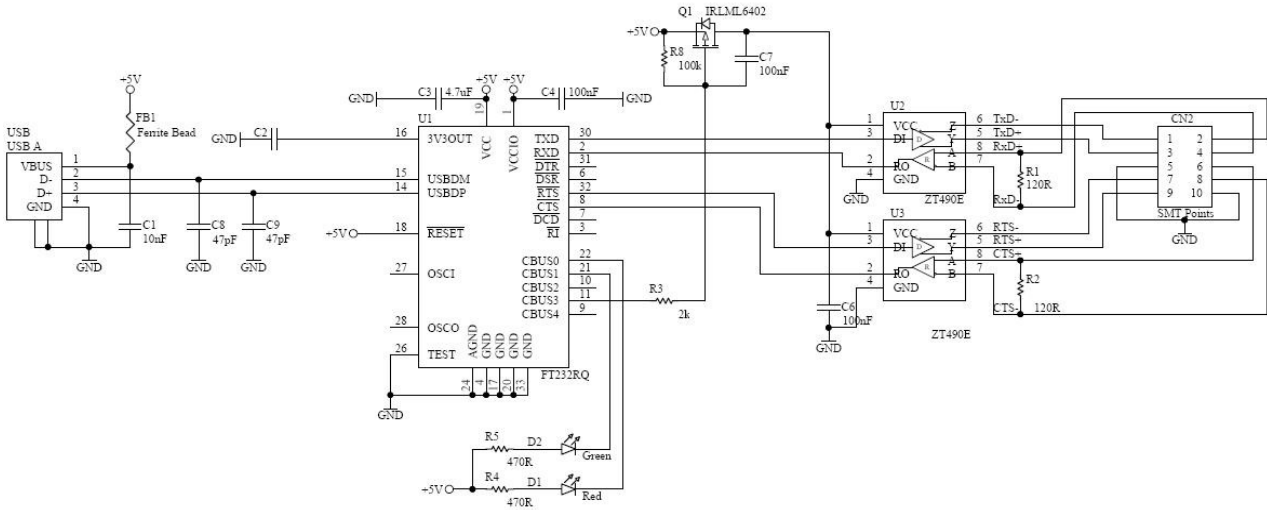 Q1 IRLML6402
+5V
R8
100k
C7
100nF
+5V
+5V
+5V
GND
C3 4.7uF
C4 100nF
GND
19
1
FB1
Ferrite Bead
U1
USB
USB A
GND
C2
16 3V3OUT
VCC
VCCIO
TXD 30
RXD 2
DTR 31
DSR 6
RTS 32
CTS 8
DCD 7
RI 3
VBUS 1
D- 2
D+ 3
GND 4
15 USBDM
14 USBDP
C1
10nF
C8
47pF
C9
47pF
+5V
18 RESET
GND
GND
GND
GND
27 OSCI
28 OSCO
26 TEST
CBUS0 22
CBUS1 21
CBUS2 10
CBUS3 11
CBUS4 9
R3
2k
AGND
GND
GND
GND
GND
24
4
17
20
33
FT232RQ
GND
U2
1 VCC Z 6 TxD-
3 DI D Y 5 TxD+
2 RO R A 8 RxD+
4 GND B 7
GND
ZT490E
R1
120R
RxD-
CN2
1 2
3 4
5 6
7 8
9 10
SMT Points
GND
U3
1 VCC Z 6 RTS-
3 DI D Y 5 RTS+
2 RO R A 8 CTS+
4 GND B 7
R2
120R
CTS-
C6
100nF
GND
ZT490E
R5
470R
D2
Green
+5V
R4
470R
D1
Red